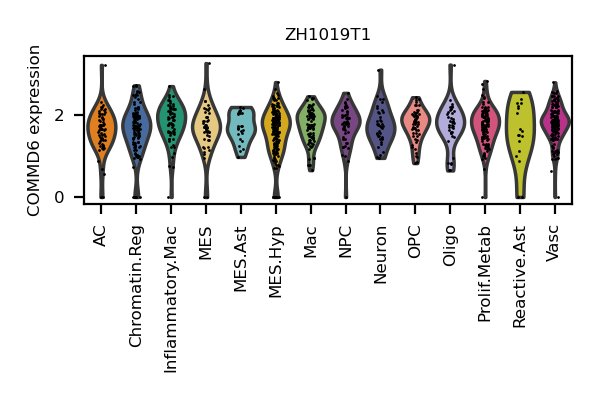 ZH1019T1
COMMD6 expression
2
0
AC
Chromatin.Reg
Inflammatory.Mac
MES
MES.Ast
MES.Hyp
Mac
NPC
Neuron
OPC
Oligo
Prolif.Metab
Reactive.Ast
Vasc